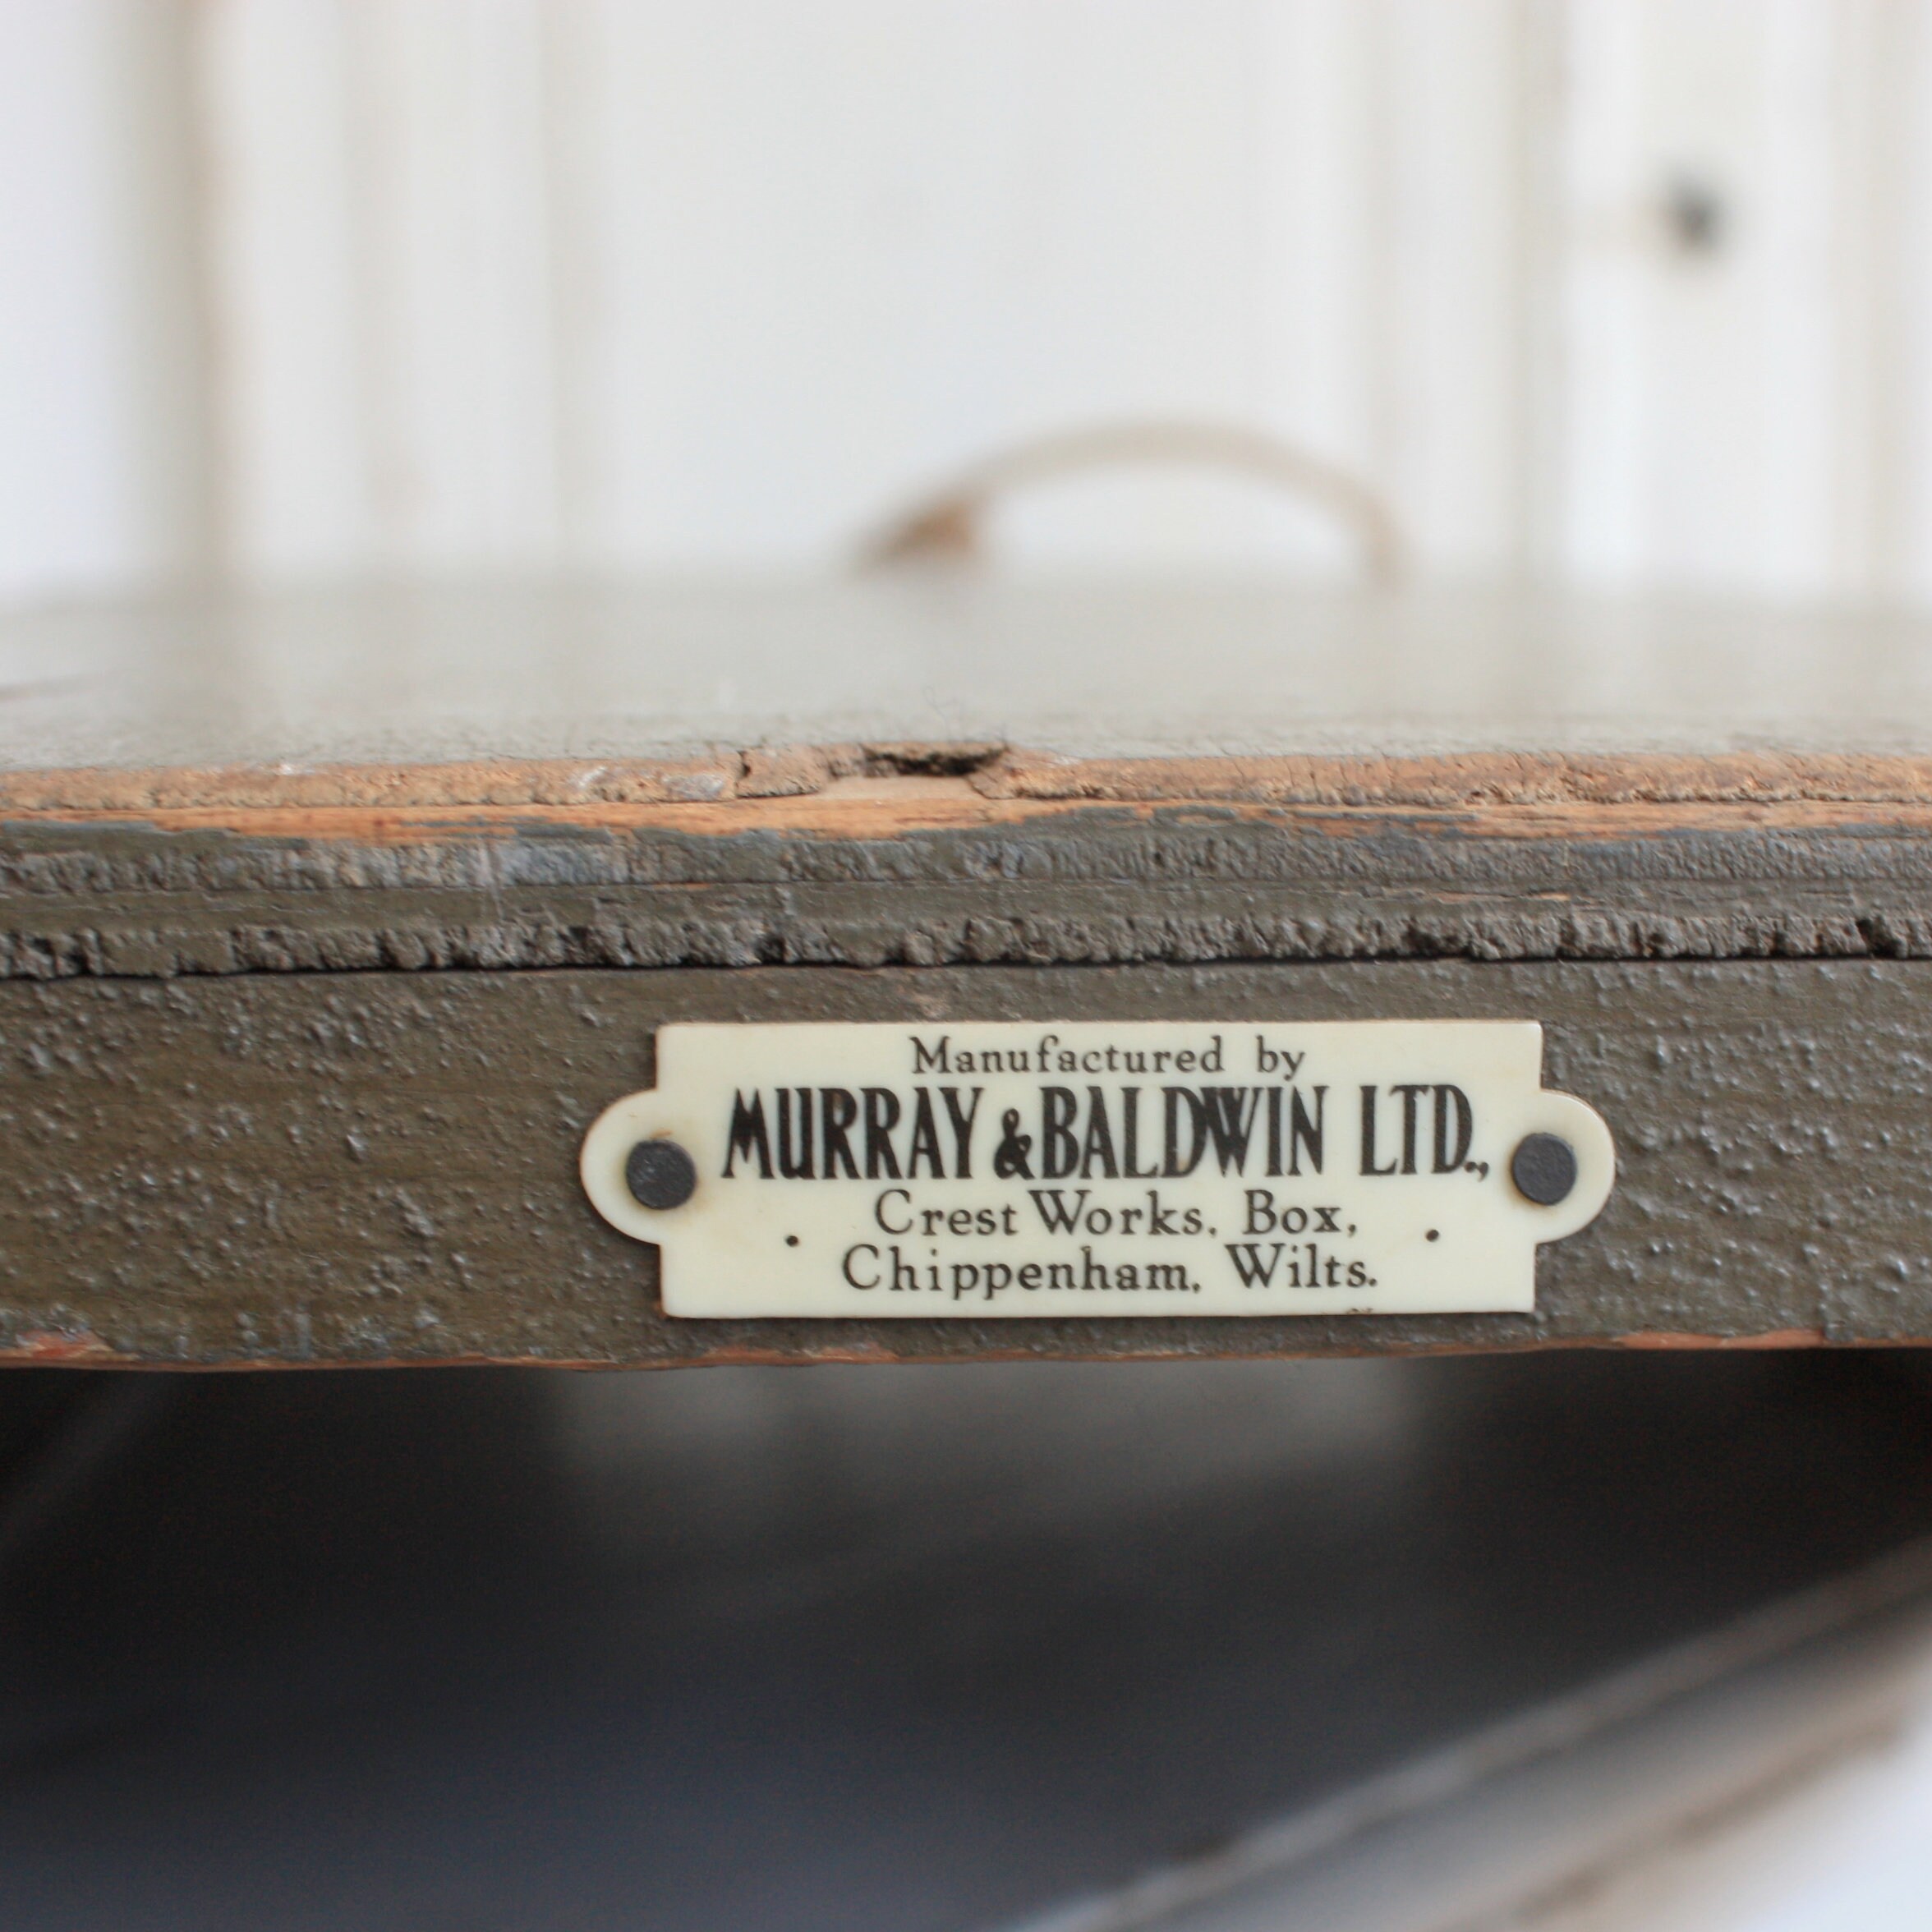 Manufactured by
MURRAY & BALDWIN LTD.,
Crest Works, Box,
Chippenham, Wilts.